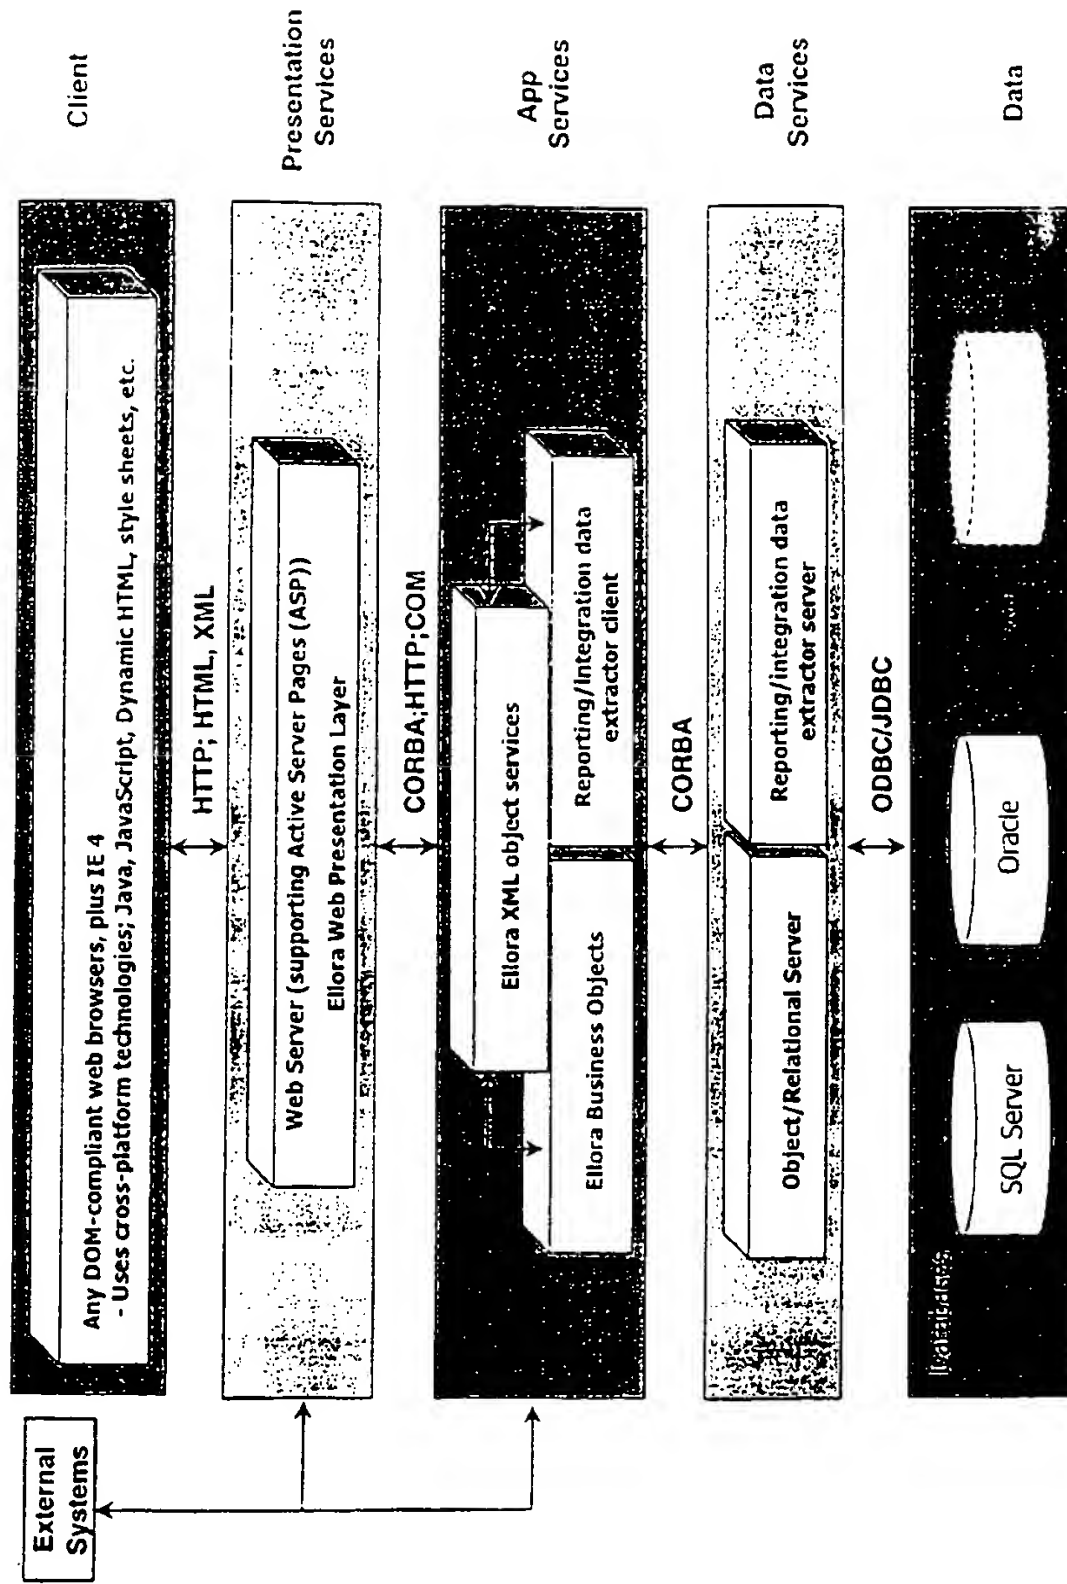 External
Systems
Any DOM-compliant web browsers, plus IE 4
- Uses cross-platform technologies; Java, JavaScript, Dynamic HTML, style sheets, etc.
Client
HTTP; HTML, XML
Web Server (supporting Active Server Pages (ASP))
Ellora Web Presentation Layer
Presentation
Services
CORBA;HTTP;COM
Ellora XML object services
Ellora Business Objects
Reporting/Integration data
extractor client
App
Services
CORBA
Object/Relational Server
Reporting/integration data
extractor server
Data
Services
ODBC/JDBC
SQL Server
Oracle
Data